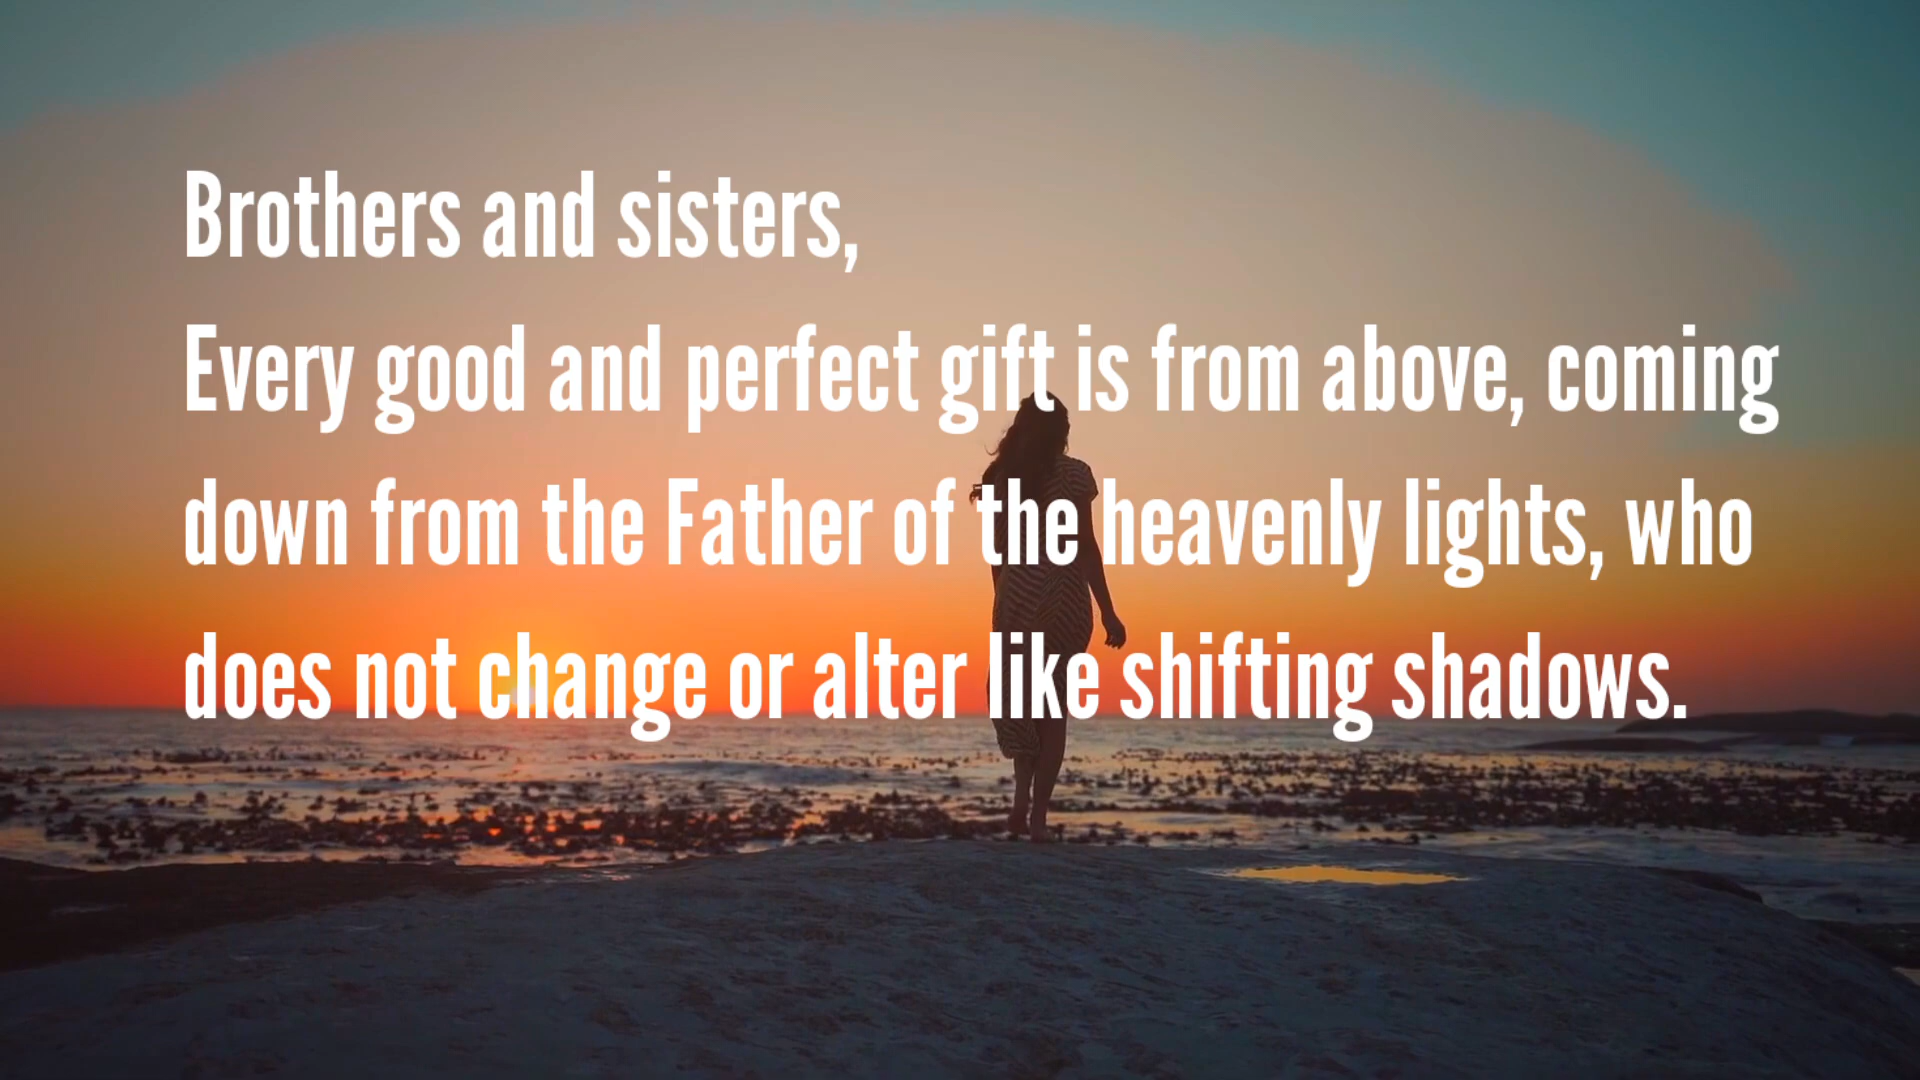 Brothers and sisters,
Every good and perfect gift is from above, coming
down from the Father of the heavenly lights, who
does not change or alter like shifting shadows.